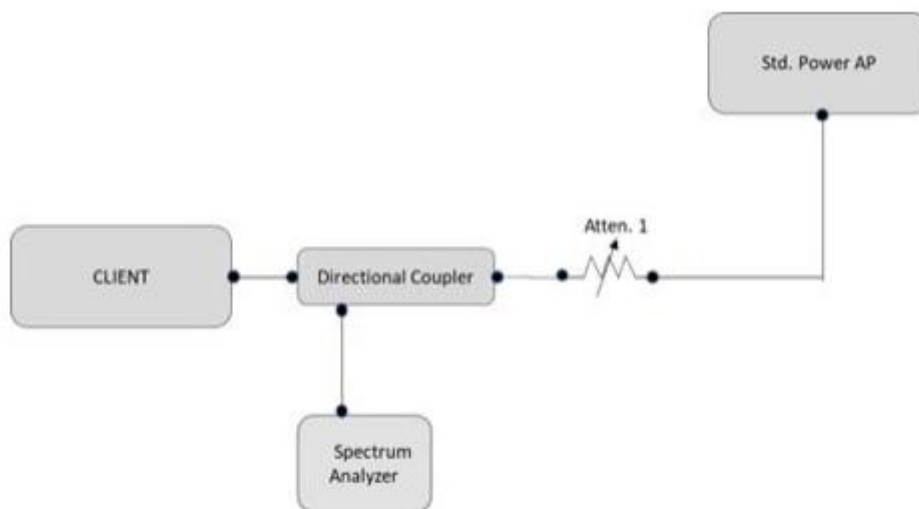 Std. Power AP
Atten. 1
CLIENT
Directional Coupler
Spectrum
Analyzer